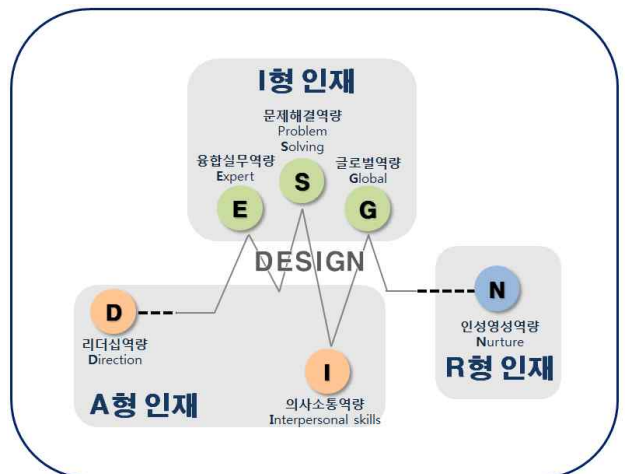 I형 인재
문제해결역량
Problem
Solving
융합실무역량
Expert
글로벌역량
Global
S
E
G
DESIGN
D
리더십역량
Direction
N
인성영성역량
Nurture
R형 인재
I
의사소통역량
Interpersonal skills
A형 인재